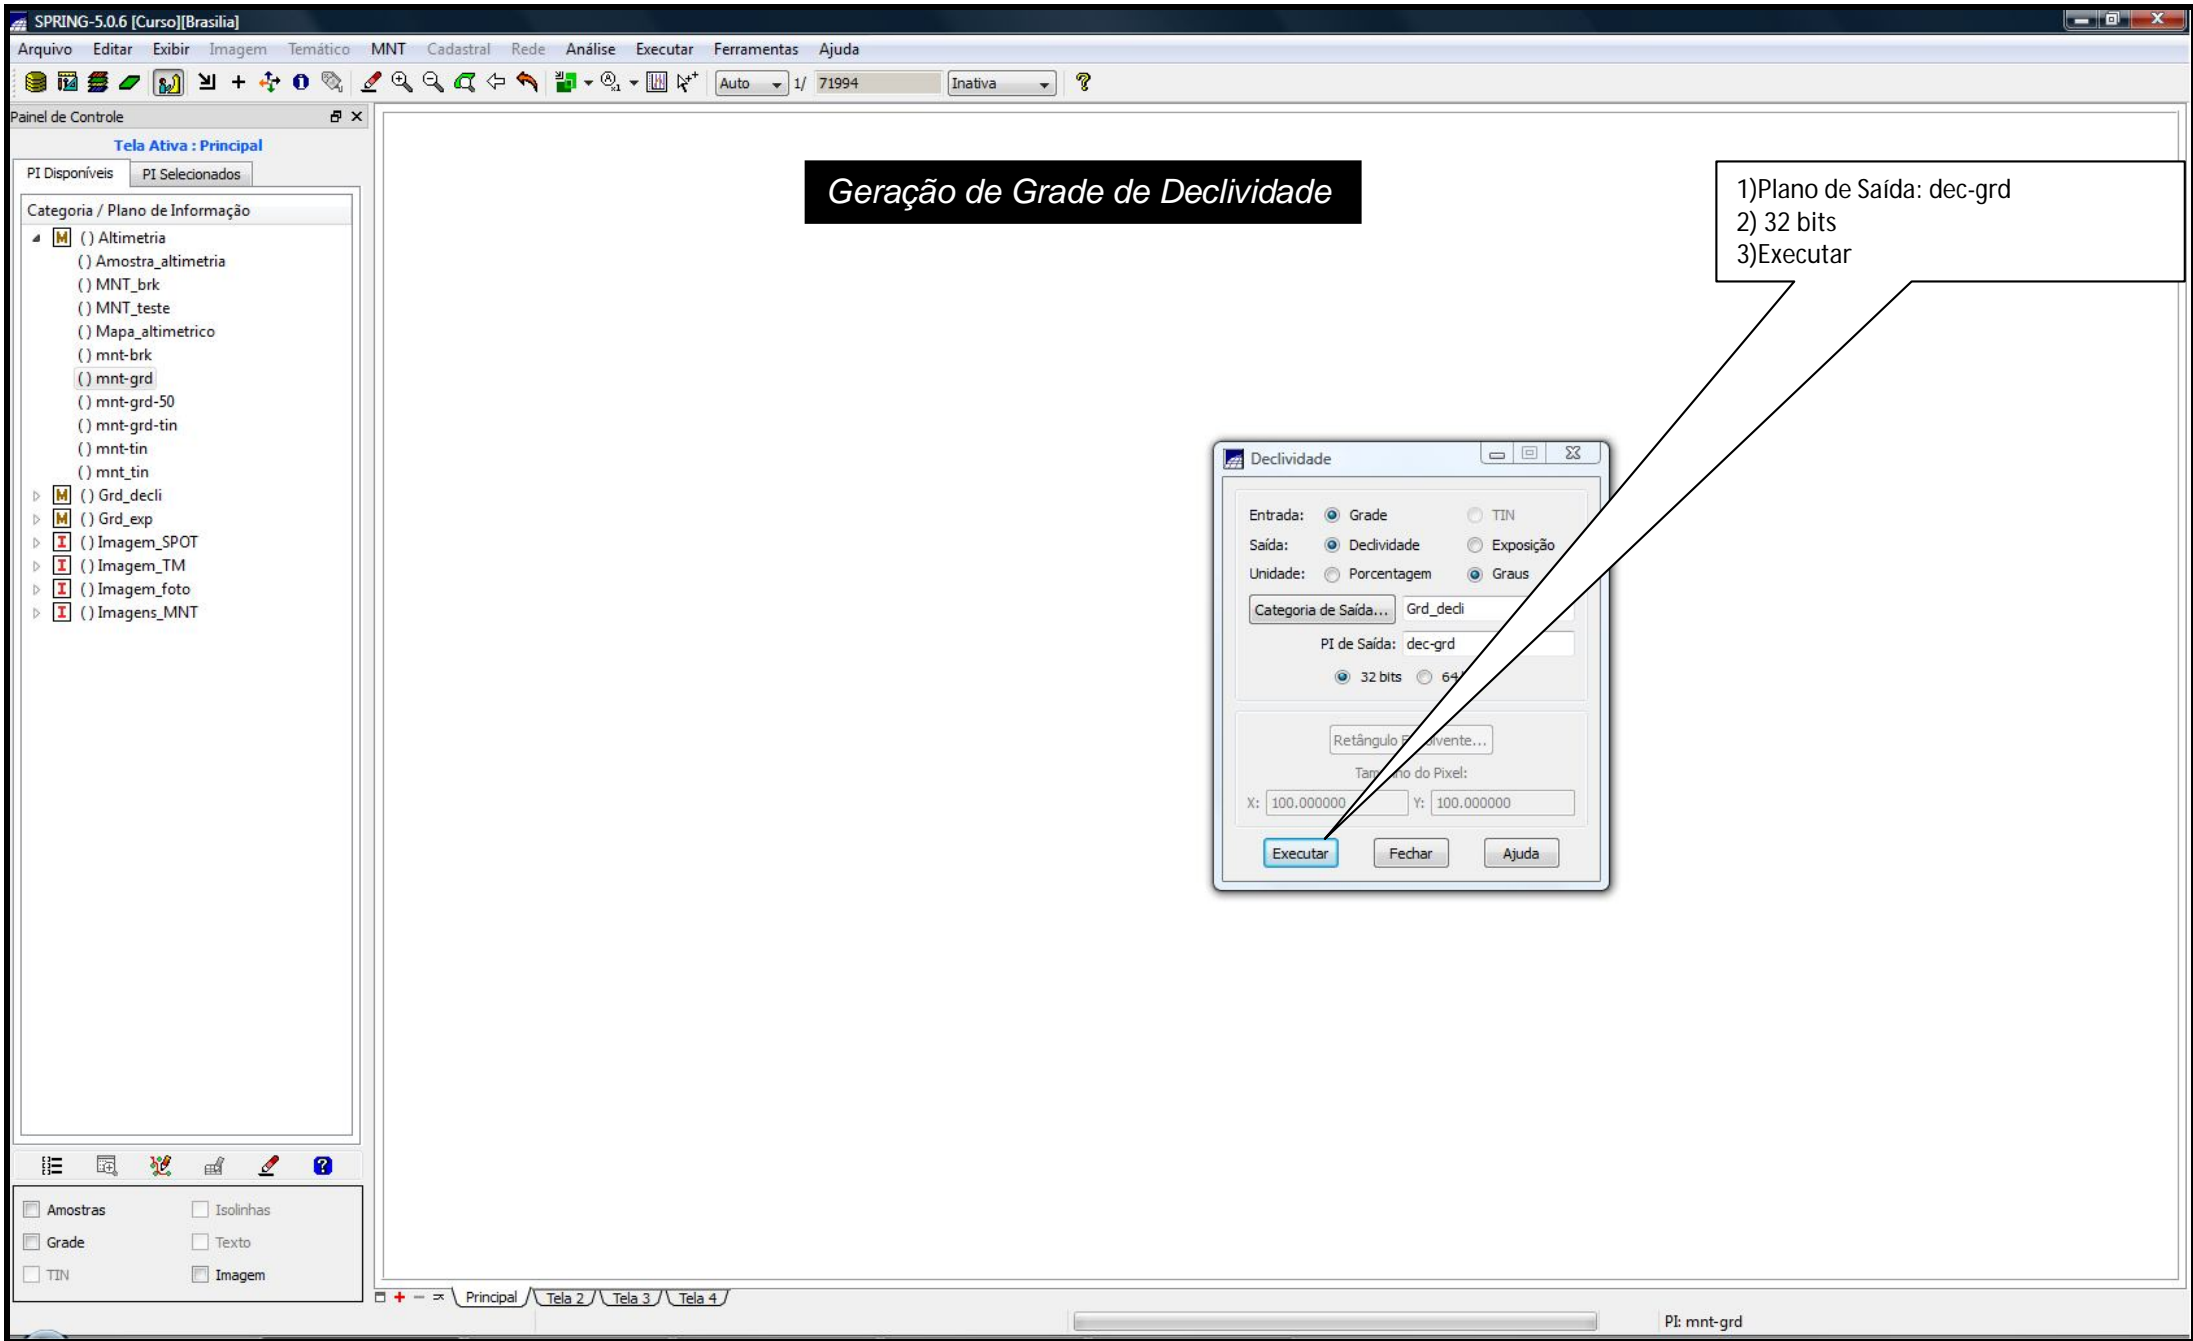 SPRING-5.0.6 [Curso][Brasilia]
Arquivo Editar Exibir Imagem Temático MNT Cadastral Rede Análise Executar Ferramentas Ajuda
Auto 1/ 71994 Inativa
Painel de Controle
Tela Ativa : Principal
PI Disponíveis PI Selecionados
Categoria / Plano de Informação
M () Altimetria
() Amostra_altimetria
() MNT_brk
() MNT_teste
() Mapa_altimetrico
() mnt-brk
() mnt-grd
() mnt-grd-50
() mnt-grd-tin
() mnt-tin
() mnt_tin
M () Grd_decli
M () Grd_exp
I () Imagem_SPOT
I () Imagem_TM
I () Imagem_foto
I () Imagens_MNT
Amostras Isolinhas
Grade Texto
TIN Imagem
Geração de Grade de Declividade
1)Plano de Saída: dec-grd
2) 32 bits
3)Executar
Declividade
Entrada: Grade TIN
Saída: Declividade Exposição
Unidade: Porcentagem Graus
Categoria de Saída... Grd_decli
PI de Saída: dec-grd
32 bits 64
Retângulo
Tamanho do Pixel:
X: 100.000000 Y: 100.000000
Executar Fechar Ajuda
Principal Tela 2 Tela 3 Tela 4
PI: mnt-grd